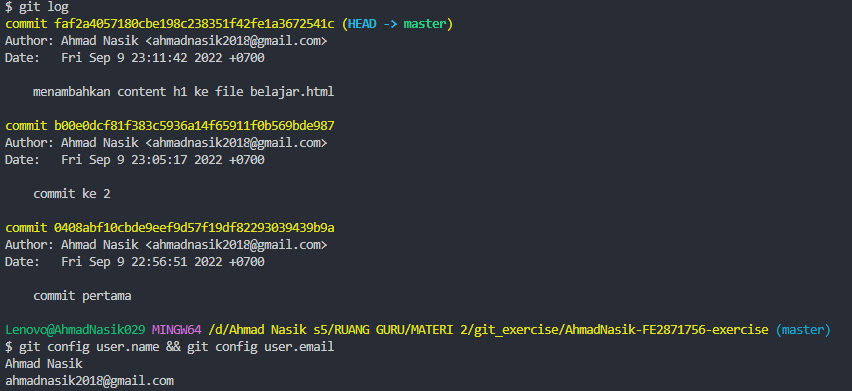 $ git log
commit faf2a4057180cbe198c238351f42fe1a3672541c (HEAD -> master)
Author: Ahmad Nasik <ahmadnasik2018@gmail.com>
Date:   Fri Sep 9 23:11:42 2022 +0700
menambahkan content h1 ke file belajar.html
commit b00e0dcf81f383c5936a14f65911f0b569bde987
Author: Ahmad Nasik <ahmadnasik2018@gmail.com>
Date:   Fri Sep 9 23:05:17 2022 +0700
commit ke 2
commit 0408abf10cbde9eef9d57f19df82293039439b9a
Author: Ahmad Nasik <ahmadnasik2018@gmail.com>
Date:   Fri Sep 9 22:56:51 2022 +0700
commit pertama
Lenovo@AhmadNasik029 MINGW64 /d/Ahmad Nasik s5/RUANG GURU/MATERI 2/git_exercise/AhmadNasik-FE2871756-exercise (master)
$ git config user.name && git config user.email
Ahmad Nasik
ahmadnasik2018@gmail.com